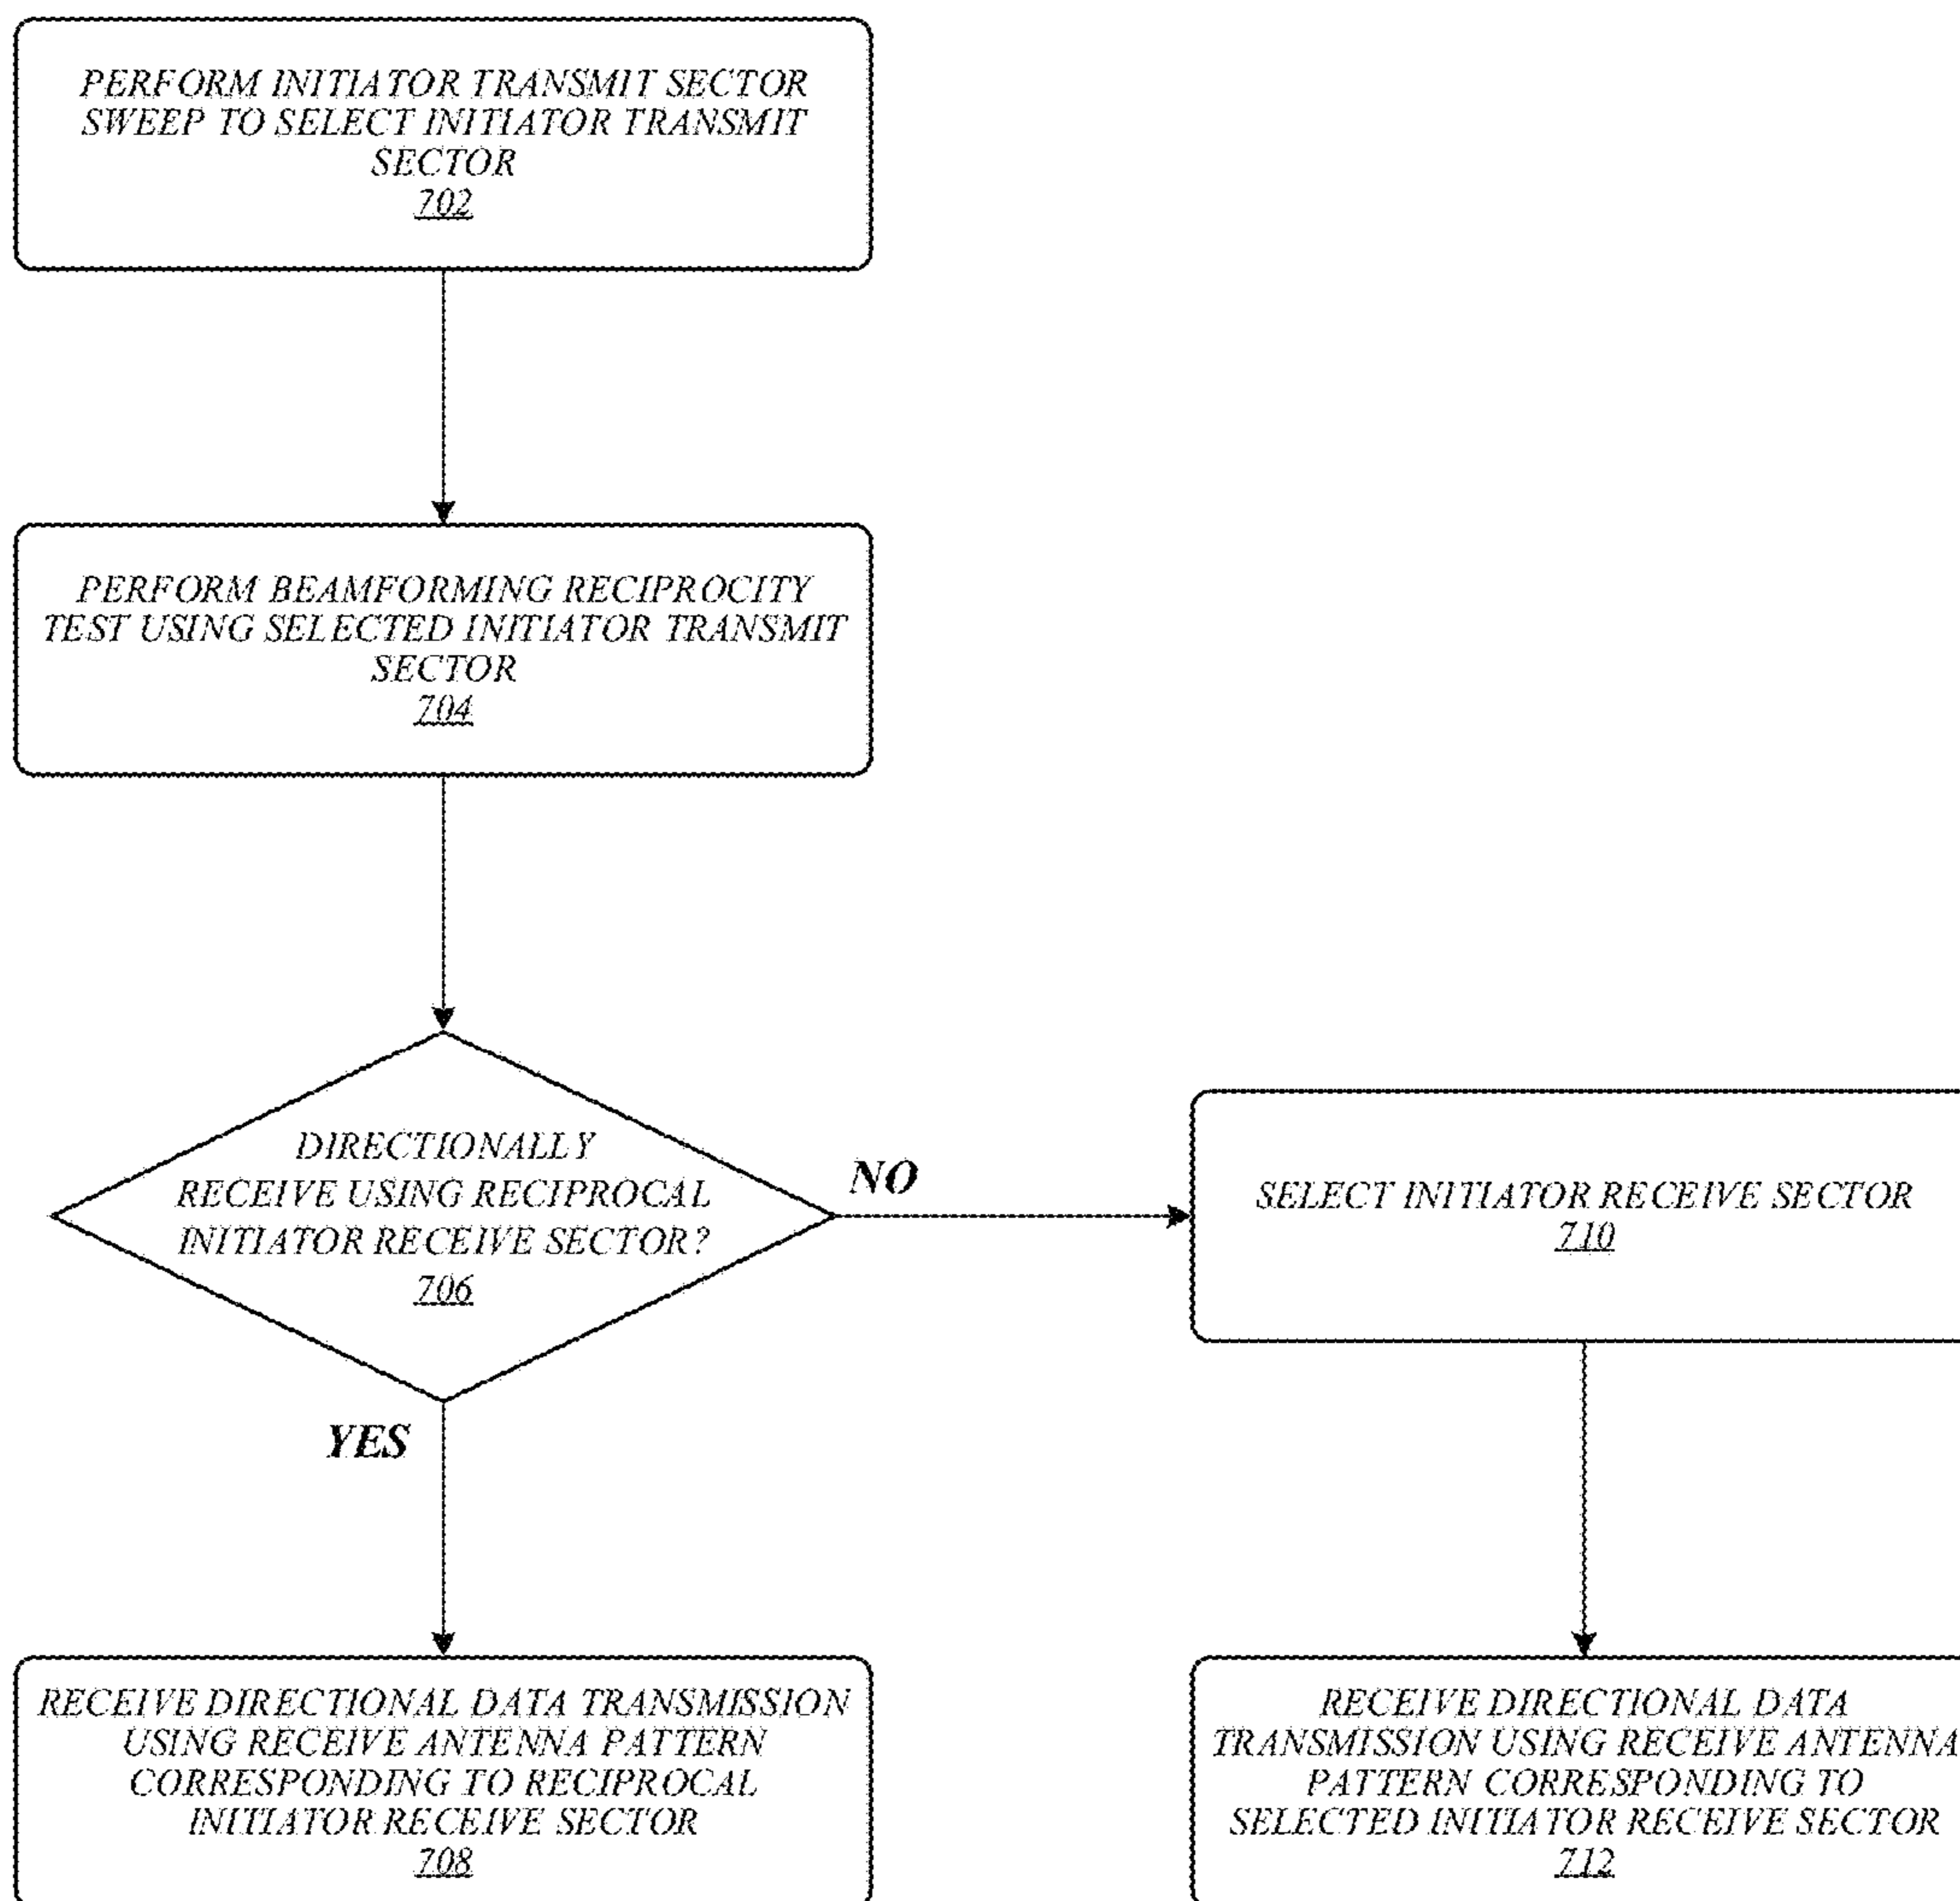 PERFORM INITIATOR TRANSMIT SECTOR
SWEEP TO SELECT INITIATOR TRANSMIT
SECTOR
702
PERFORM BEAMFORMING RECIPROCITY
TEST USING SELECTED INITIATOR TRANSMIT
SECTOR
704
DIRECTIONALLY
RECEIVE USING RECIPROCAL
INITIATOR RECEIVE SECTOR?
706
NO
SELECT INITIATOR RECEIVE SECTOR
710
YES
RECEIVE DIRECTIONAL DATA TRANSMISSION
USING RECEIVE ANTENNA PATTERN
CORRESPONDING TO RECIPROCAL
INITIATOR RECEIVE SECTOR
708
RECEIVE DIRECTIONAL DATA
TRANSMISSION USING RECEIVE ANTENNA
PATTERN CORRESPONDING TO
SELECTED INITIATOR RECEIVE SECTOR
712